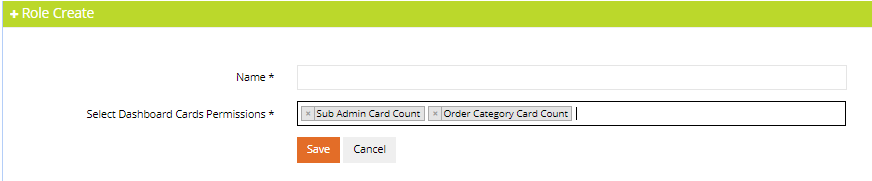 + Role Create
Name *
Select Dashboard Cards Permissions * × Sub Admin Card Count × Order Category Card Count
Save Cancel